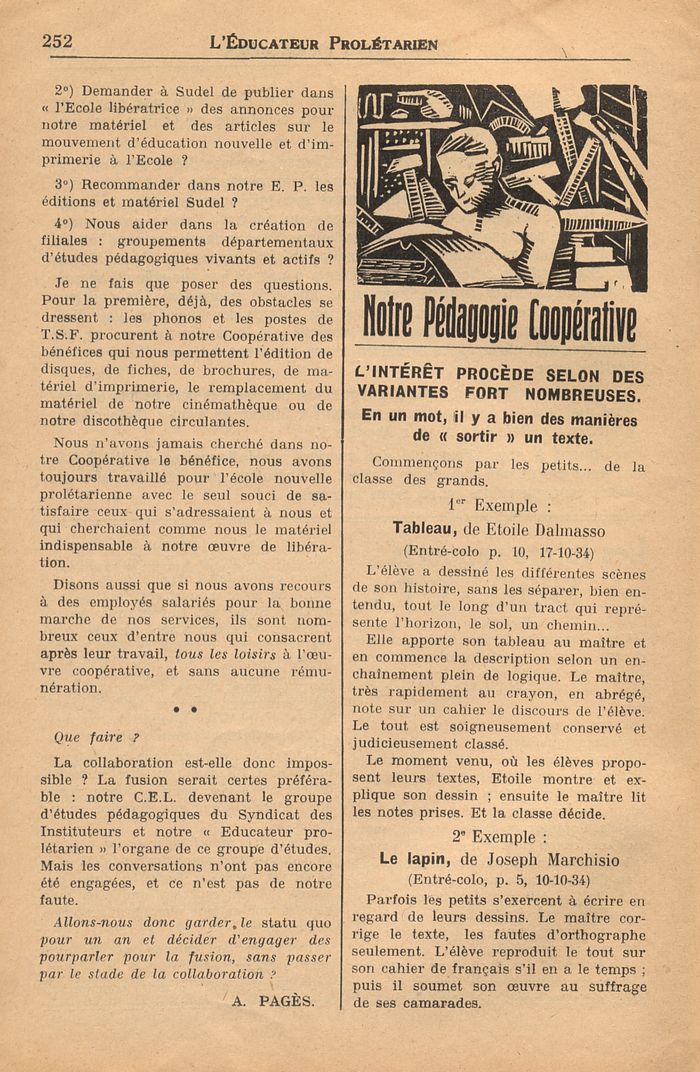 252
L'ÉDUCATEUR PROLÉTARIEN
2º) Demander à Sudel de publier dans
« l'Ecole libératrice » des annonces pour
notre matériel et des articles sur le
mouvement d'éducation nouvelle et d'im-
primerie à l'Ecole ?
3º) Recommander dans notre E. P. les
éditions et matériel Sudel ?
4º) Nous aider dans la création de
filiales : groupements départementaux
d'études pédagogiques vivants et actifs ?
Je ne fais que poser des questions.
Pour la première, déjà, des obstacles se
dressent : les phonos et les postes de
T.S.F. procurent à notre Coopérative des
bénéfices qui nous permettent l'édition de
disques, de fiches, de brochures, de ma-
tériel d'imprimerie, le remplacement du
matériel de notre cinémathèque ou de
notre discothèque circulantes.
Nous n'avons jamais cherché dans no-
tre Coopérative le bénéfice, nous avons
toujours travaillé pour l'école nouvelle
prolétarienne avec le seul souci de sa-
tisfaire ceux qui s'adressaient à nous et
qui cherchaient comme nous le matériel
indispensable à notre œuvre de libéra-
tion.
Disons aussi que si nous avons recours
à des employés salariés pour la bonne
marche de nos services, ils sont nom-
breux ceux d'entre nous qui consacrent
après leur travail, tous les loisirs à l'œu-
vre coopérative, et sans aucune rému-
nération.
Que faire ?
La collaboration est-elle donc impos-
sible ? La fusion serait certes préféra-
ble : notre C.E.L. devenant le groupe
d'études pédagogiques du Syndicat des
Instituteurs et notre « Educateur pro-
létarien » l'organe de ce groupe d'études.
Mais les conversations n'ont pas encore
été engagées, et ce n'est pas de notre
faute.
Allons-nous donc garder le statu quo
pour un an et décider d'engager des
pourparler pour la fusion, sans passer
par le stade de la collaboration ?
A. PAGÈS.
Notre Pédagogie Coopérative
L'INTÉRÊT PROCÈDE SELON DES
VARIANTES FORT NOMBREUSES.
En un mot, il y a bien des manières
de « sortir » un texte.
Commençons par les petits... de la
classe des grands.
1er Exemple :
Tableau, de Etoile Dalmasso
(Entré-colo p. 10, 17-10-34)
L'élève a dessiné les différentes scènes
de son histoire, sans les séparer, bien en-
tendu, tout le long d'un tract qui repré-
sente l'horizon, le sol, un chemin...
Elle apporte son tableau au maître et
en commence la description selon un en-
chaînement plein de logique. Le maître,
très rapidement au crayon, en abrégé,
note sur un cahier le discours de l'élève.
Le tout est soigneusement conservé et
judicieusement classé.
Le moment venu, où les élèves propo-
sent leurs textes, Etoile montre et ex-
plique son dessin ; ensuite le maître lit
les notes prises. Et la classe décide.
2e Exemple :
Le lapin, de Joseph Marchisio
(Entré-colo, p. 5, 10-10-34)
Parfois les petits s'exercent à écrire en
regard de leurs dessins. Le maître cor-
rige le texte, les fautes d'orthographe
seulement. L'élève reproduit le tout sur
son cahier de français s'il en a le temps ;
puis il soumet son œuvre au suffrage
de ses camarades.